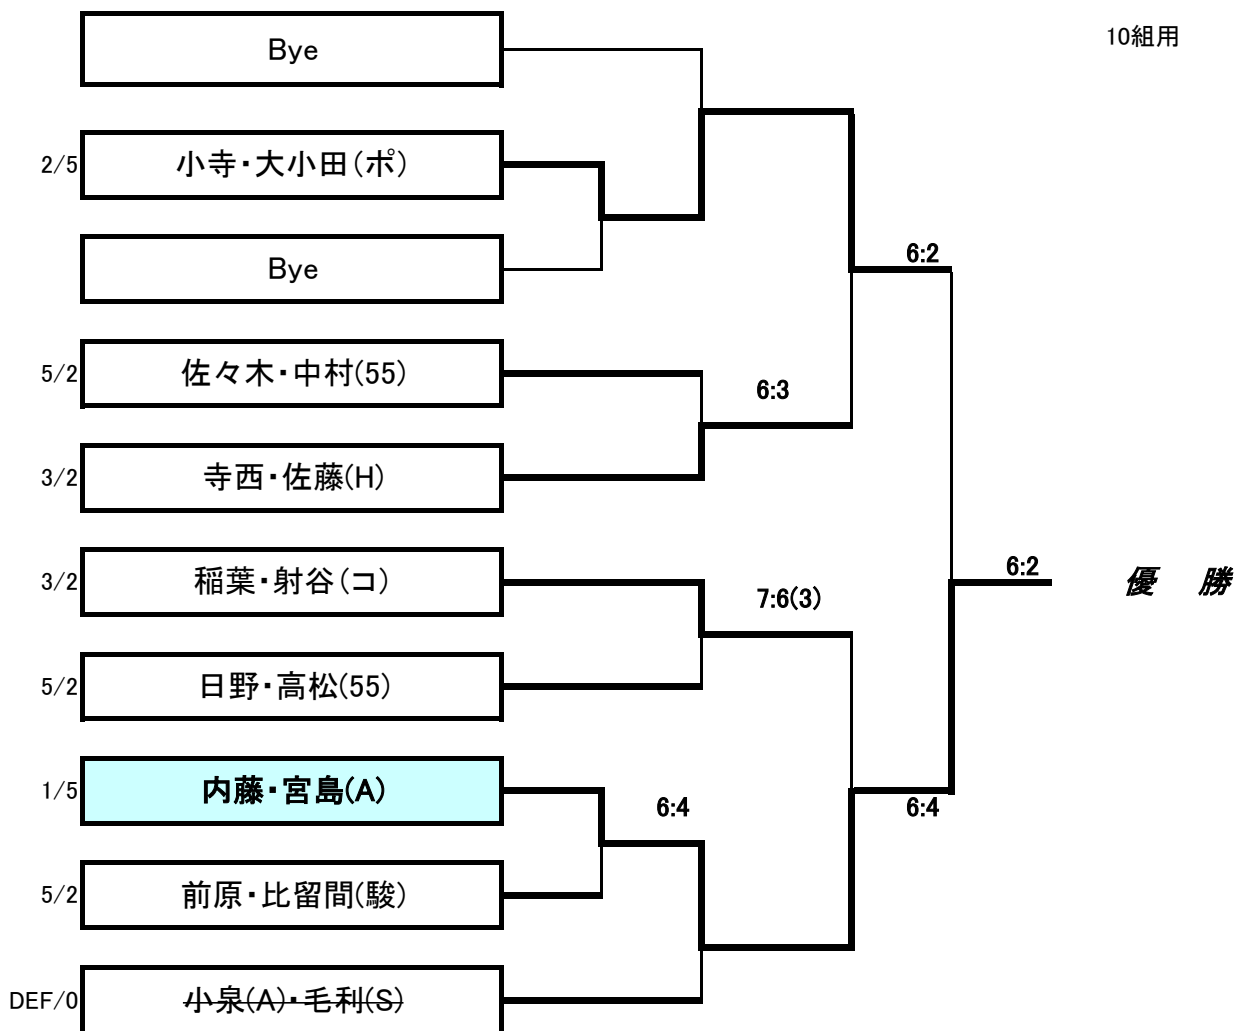 Bye
10組用
2/5 小寺・大小田(ポ)
Bye
6:2
5/2 佐々木・中村(55)
6:3
3/2 寺西・佐藤(H)
3/2 稲葉・射谷(コ)
7:6(3)
6:2
優 勝
5/2 日野・高松(55)
1/5 内藤・宮島(A)
6:4
6:4
5/2 前原・比留間(駿)
DEF/0 小泉(A)・毛利(S)